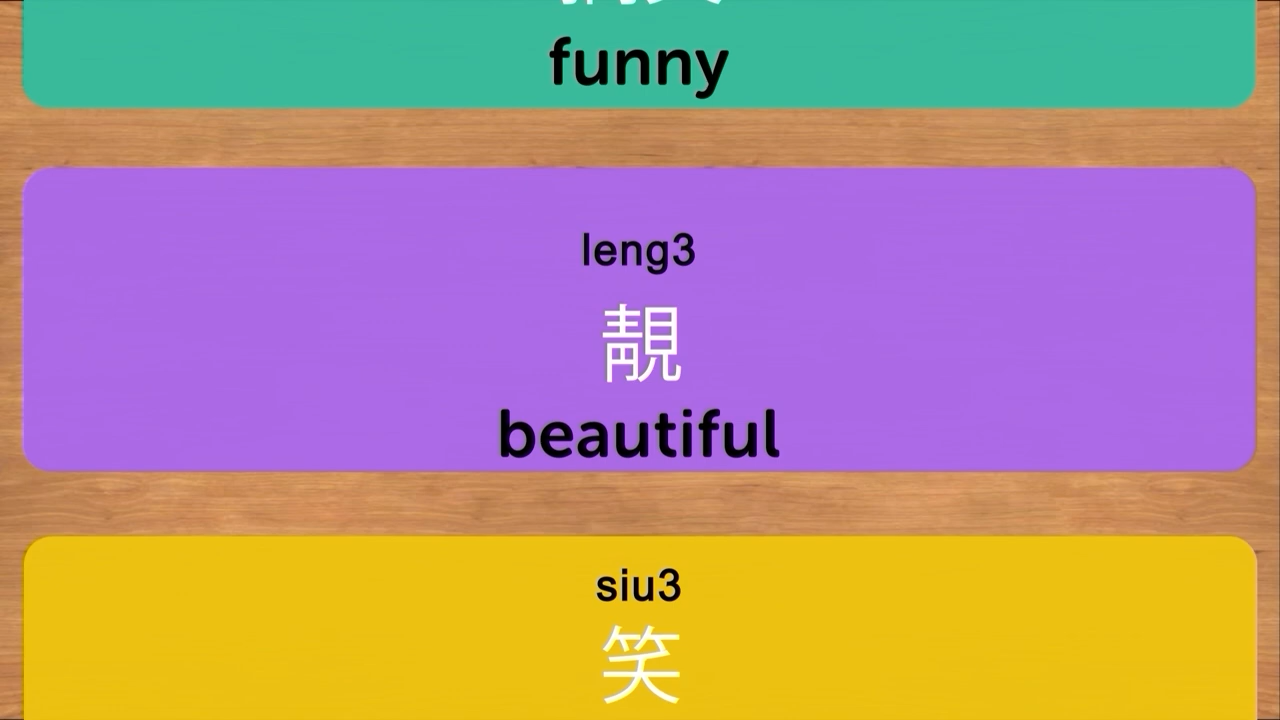 funny
leng3
靚
beautiful
siu3
笑